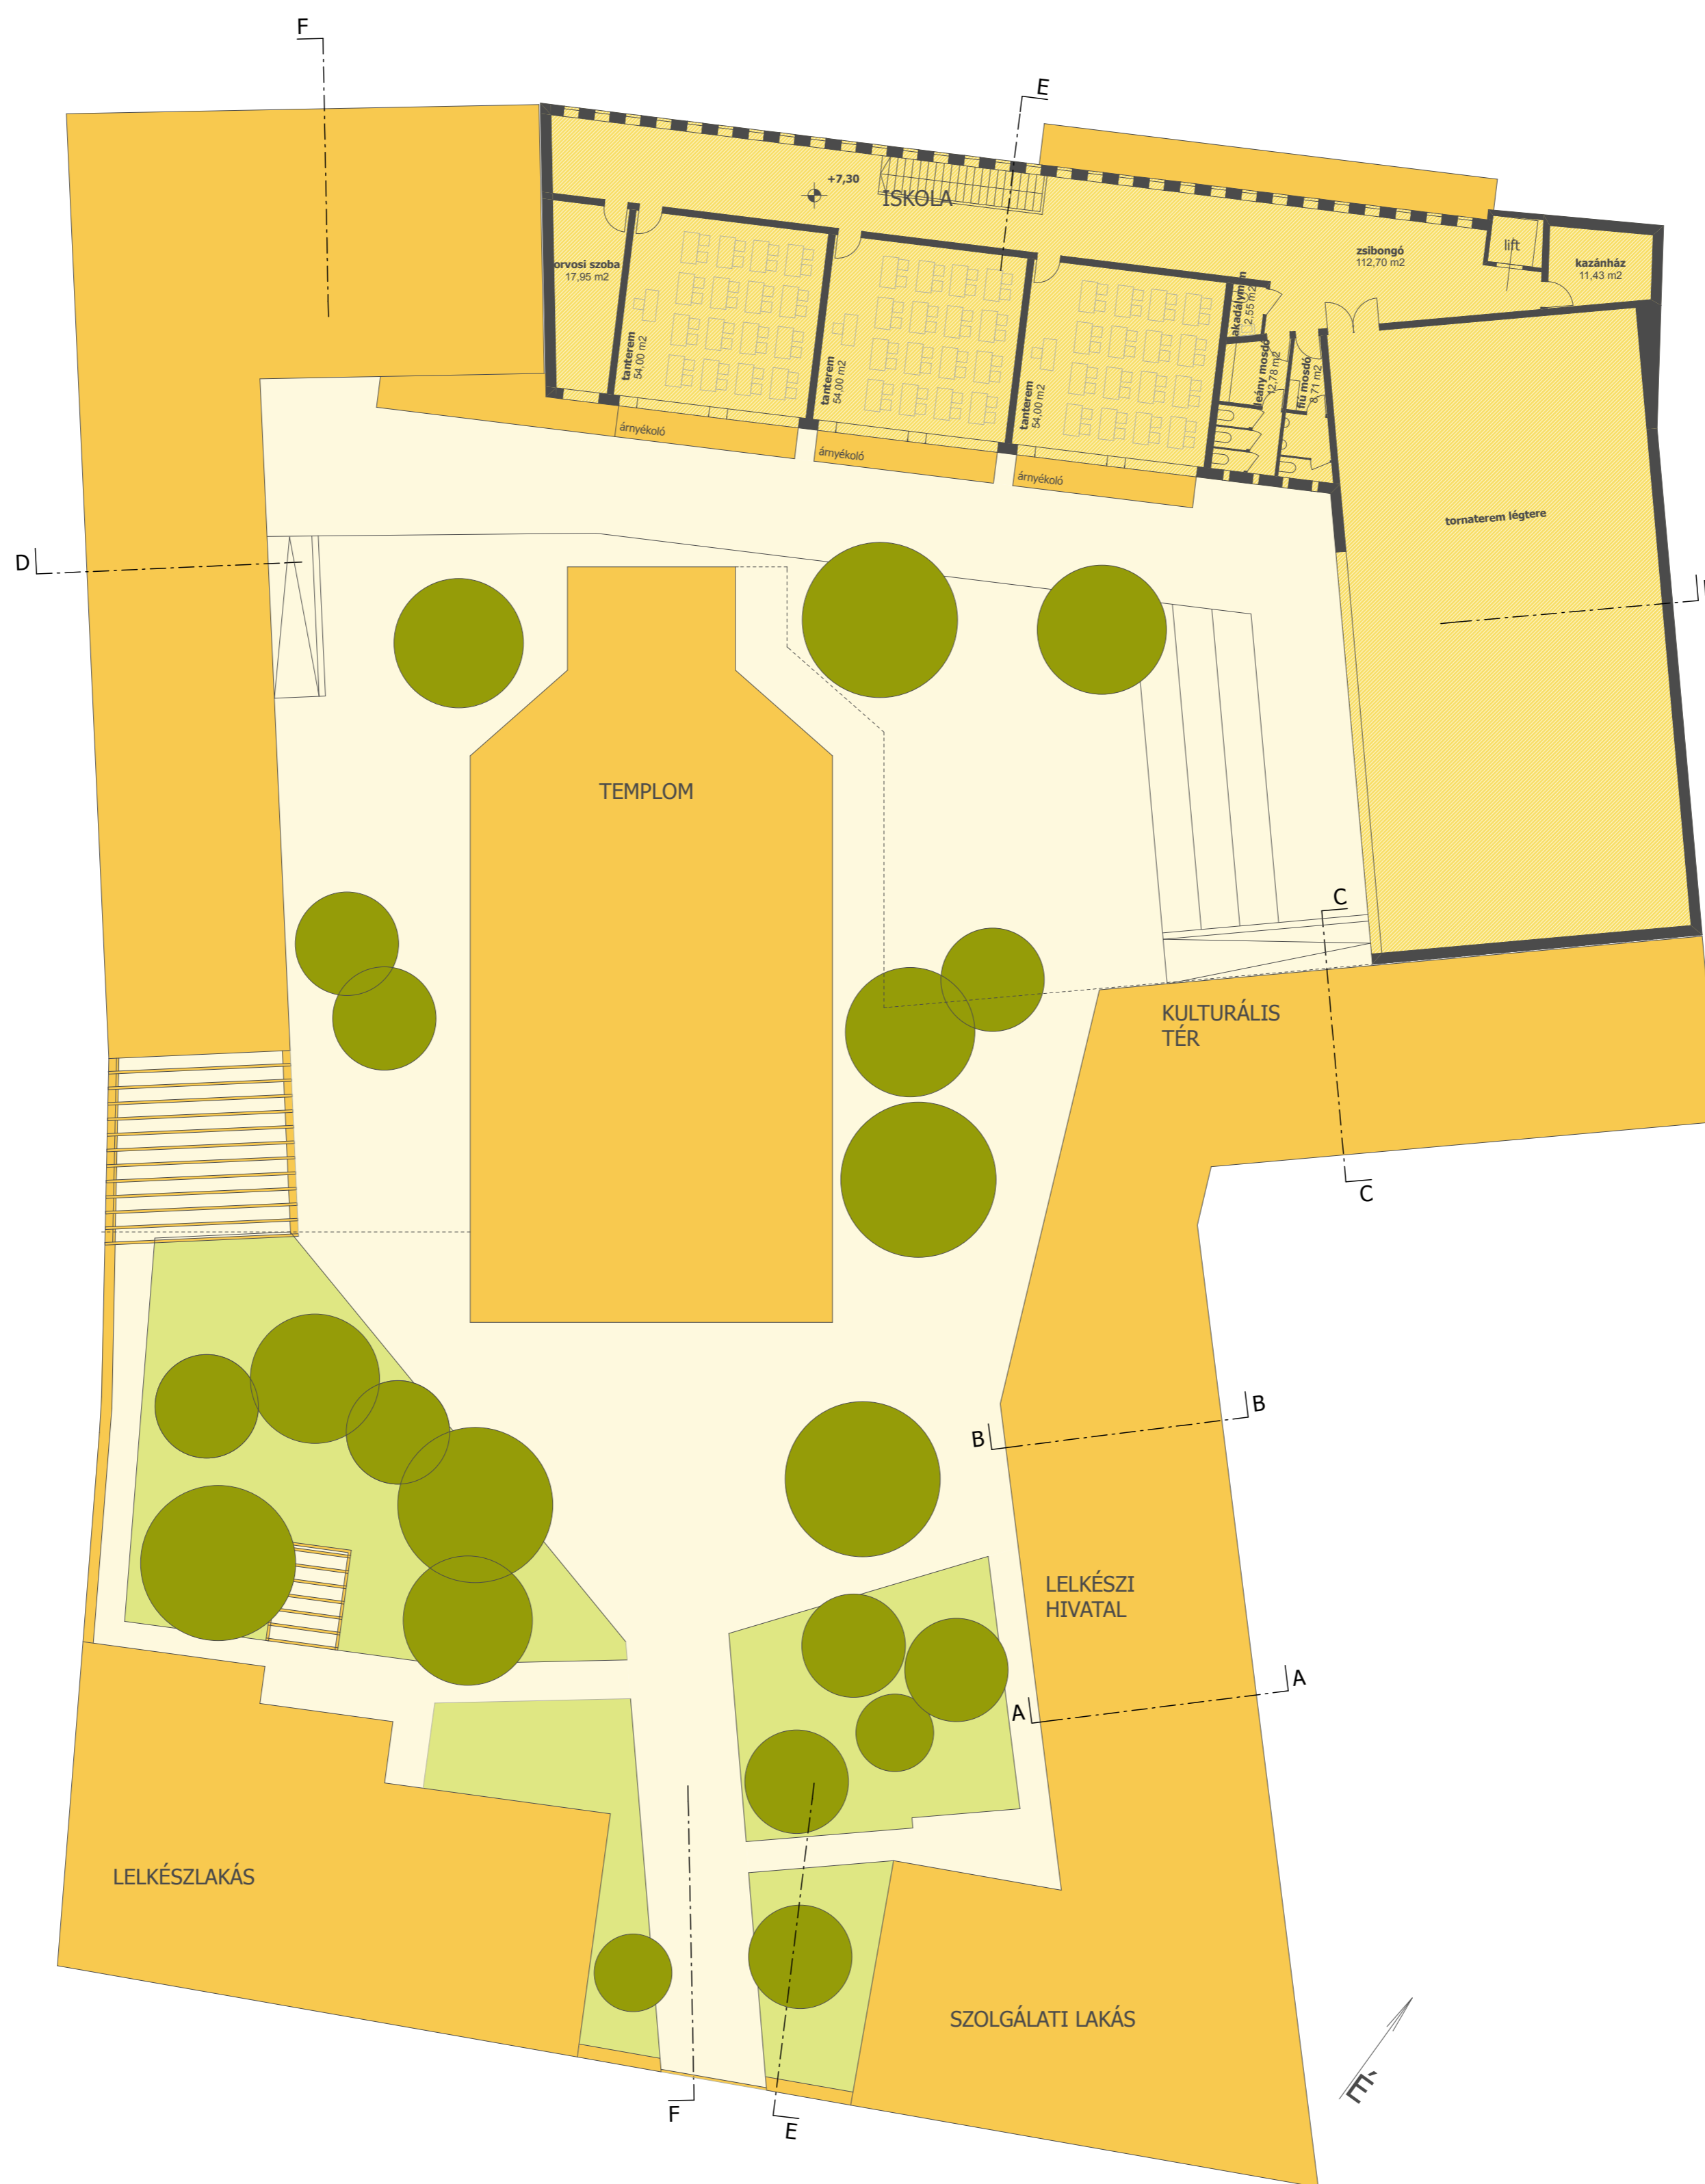 F
E
+7,30
ISKOLA
zsibongó
112,70 m2
lift
kazánház
11,43 m2
orvosi szoba
17,95 m2
tanterem
54,00 m2
tanterem
54,00 m2
tanterem
54,00 m2
2,55 m2
leány mosdó
12,78 m2
fiú mosdó
8,71 m2
árnyékoló
árnyékoló
árnyékoló
tornaterem légtere
D
TEMPLOM
C
KULTURÁLIS
TÉR
C
B
B
LELKÉSZI
HIVATAL
A
A
LELKÉSZLAKÁS
SZOLGÁLATI LAKÁS
F
E
É